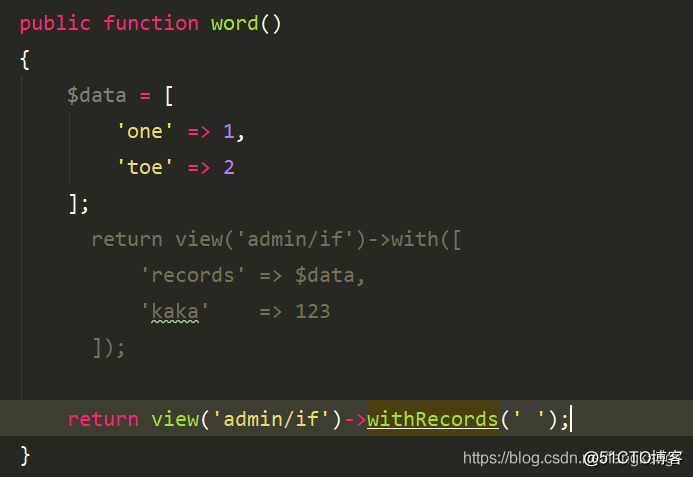 public function word()
{
    $data = [
        'one' => 1,
        'toe' => 2
    ];
      return view('admin/if')->with([
          'records' => $data,
          'kaka'    => 123
      ]);
    return view('admin/if')->withRecords(' ');
}
https://blog.csdn.n
@51CTO博客